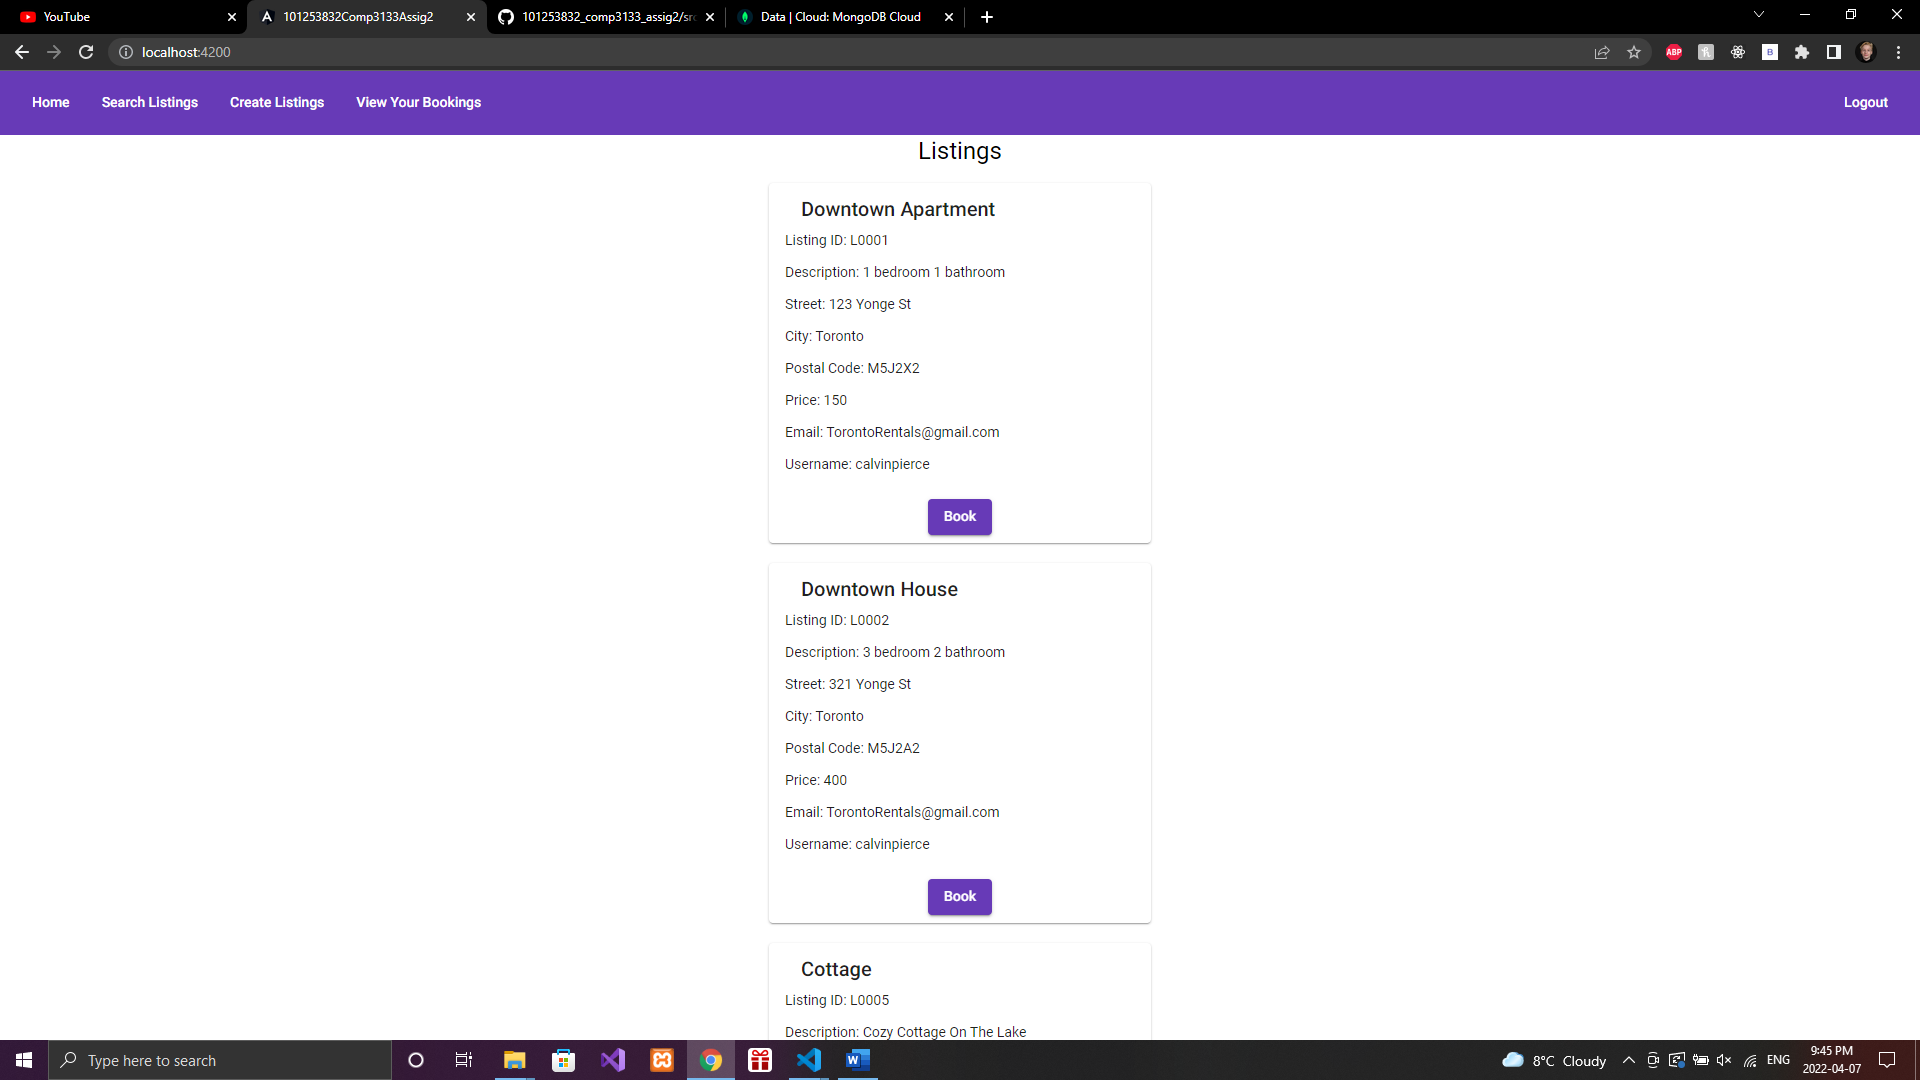 YouTube
101253832Comp3133Assig2
101253832_comp3133_assig2/src
Data | Cloud: MongoDB Cloud
localhost:4200
ABP
B
Home
Search Listings
Create Listings
View Your Bookings
Logout
Listings
Downtown Apartment
Listing ID: L0001
Description: 1 bedroom 1 bathroom
Street: 123 Yonge St
City: Toronto
Postal Code: M5J2X2
Price: 150
Email: TorontoRentals@gmail.com
Username: calvinpierce
Book
Downtown House
Listing ID: L0002
Description: 3 bedroom 2 bathroom
Street: 321 Yonge St
City: Toronto
Postal Code: M5J2A2
Price: 400
Email: TorontoRentals@gmail.com
Username: calvinpierce
Book
Cottage
Listing ID: L0005
Description: Cozy Cottage On The Lake
Type here to search
8°C Cloudy
ENG
9:45 PM
2022-04-07